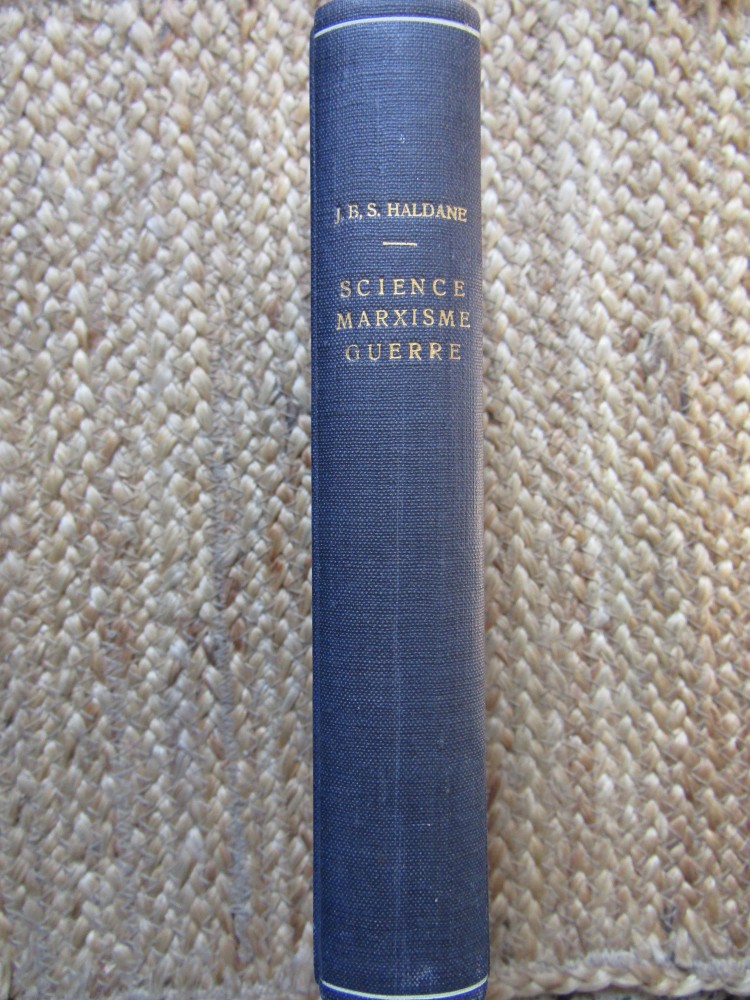 J. B. S. HALDANE
SCIENCE
MARXISME
GUERRE